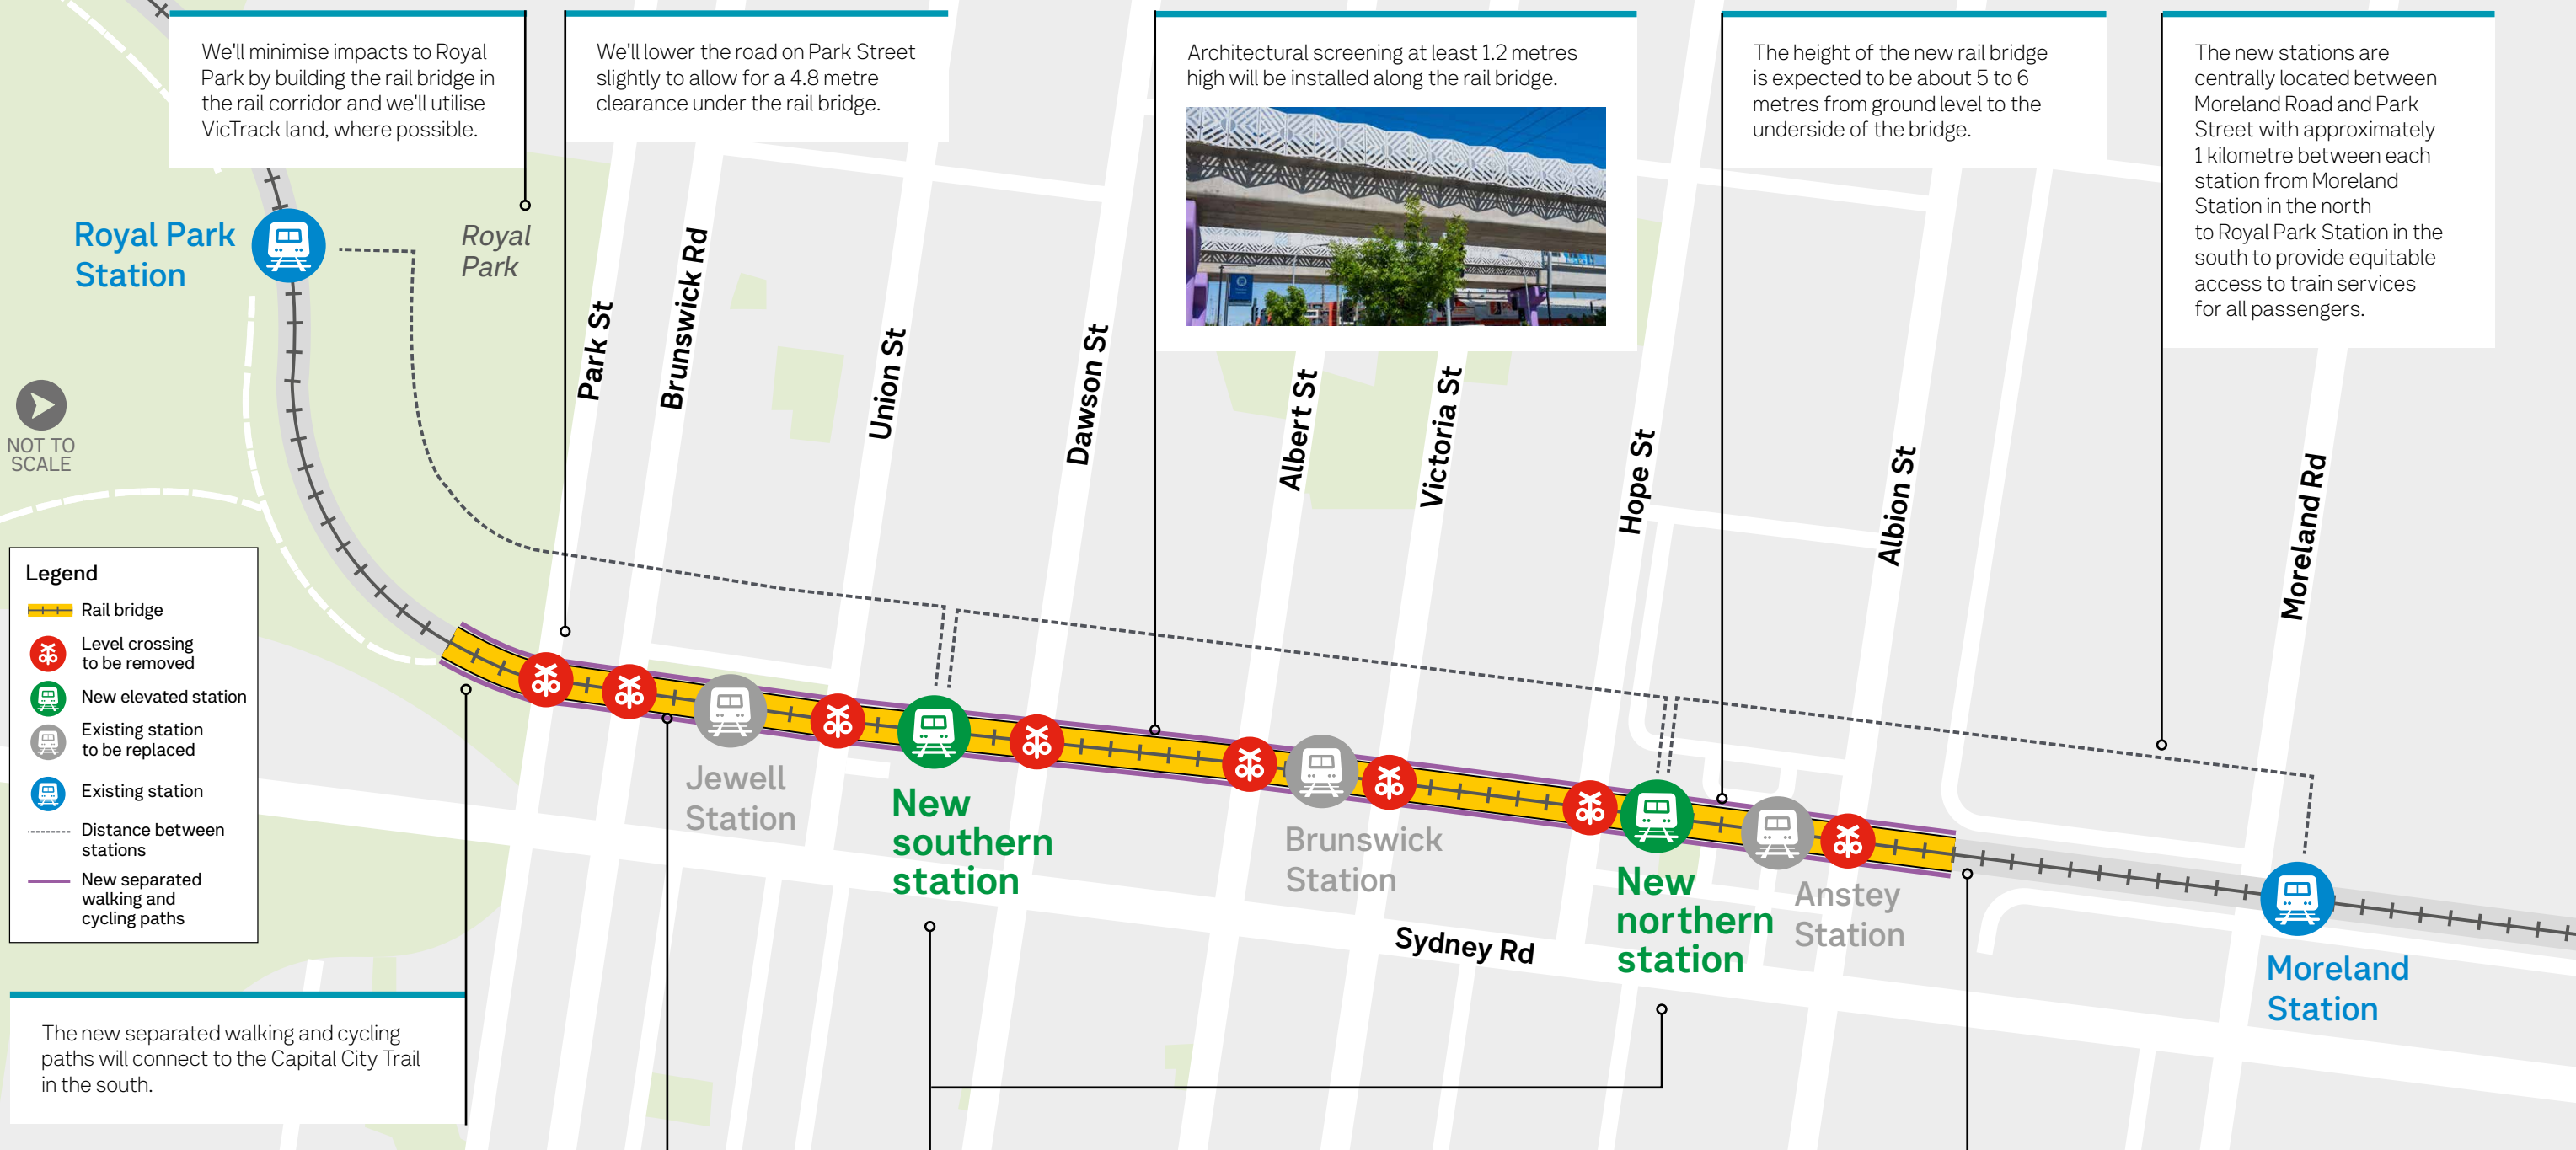 We'll minimise impacts to Royal
Park by building the rail bridge in
the rail corridor and we'll utilise
VicTrack land, where possible.
We'll lower the road on Park Street
slightly to allow for a 4.8 metre
clearance under the rail bridge.
Architectural screening at least 1.2 metres
high will be installed along the rail bridge.
The height of the new rail bridge
is expected to be about 5 to 6
metres from ground level to the
underside of the bridge.
The new stations are
centrally located between
Moreland Road and Park
Street with approximately
1 kilometre between each
station from Moreland
Station in the north
to Royal Park Station in the
south to provide equitable
access to train services
for all passengers.
Royal Park
Station
Royal
Park
Park St
Brunswick Rd
Union St
Dawson St
Albert St
Victoria St
Hope St
Albion St
Moreland Rd
NOT TO
SCALE
Legend
Rail bridge
Level crossing
to be removed
New elevated station
Existing station
to be replaced
Existing station
Distance between
stations
New separated
walking and
cycling paths
Jewell
Station
New
southern
station
Brunswick
Station
New
northern
station
Anstey
Station
Sydney Rd
Moreland
Station
The new separated walking and cycling
paths will connect to the Capital City Trail
in the south.